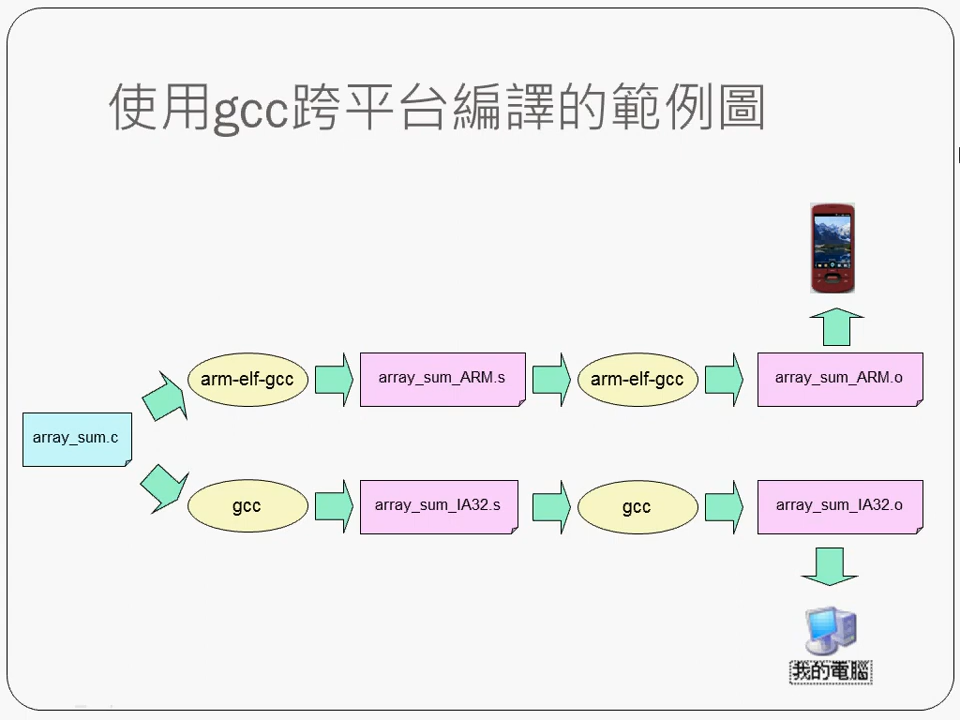 使用gcc跨平台編譯的範例圖
arm-elf-gcc
array_sum_ARM.s
arm-elf-gcc
array_sum_ARM.o
array_sum.c
gcc
array_sum_IA32.s
gcc
array_sum_IA32.o
我的電腦